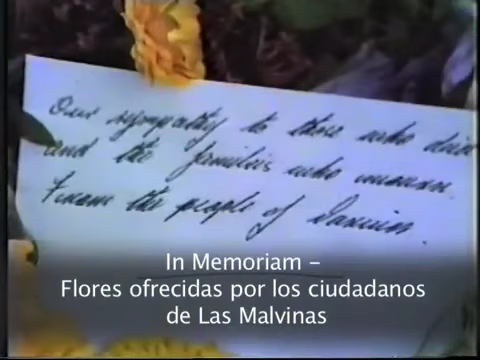 Our sympathy to those who died
and the families who mourn.
From the people of Darwin.
In Memoriam –
Flores ofrecidas por los ciudadanos
de Las Malvinas